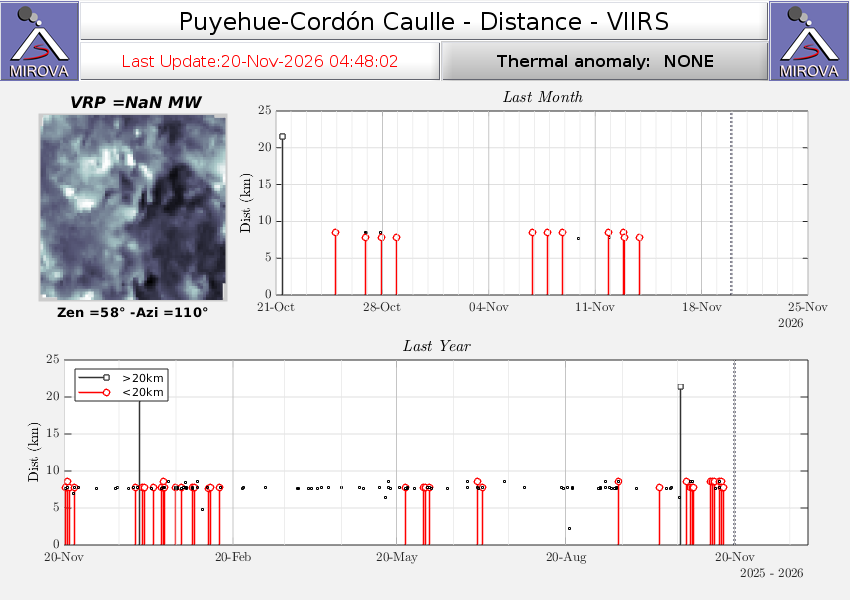 Puyehue-Cordón Caulle - Distance - VIIRS
MIROVA
MIROVA
Last Update:20-Nov-2026 04:48:02
Thermal anomaly: NONE
VRP =NaN MW
Zen =58° -Azi =110°
Last Month
Dist (km)
25
20
15
10
5
0
21-Oct
28-Oct
04-Nov
11-Nov
18-Nov
25-Nov
2026
Last Year
Dist (km)
25
20
15
10
5
0
>20km
<20km
20-Nov
20-Feb
20-May
20-Aug
20-Nov
2025 - 2026